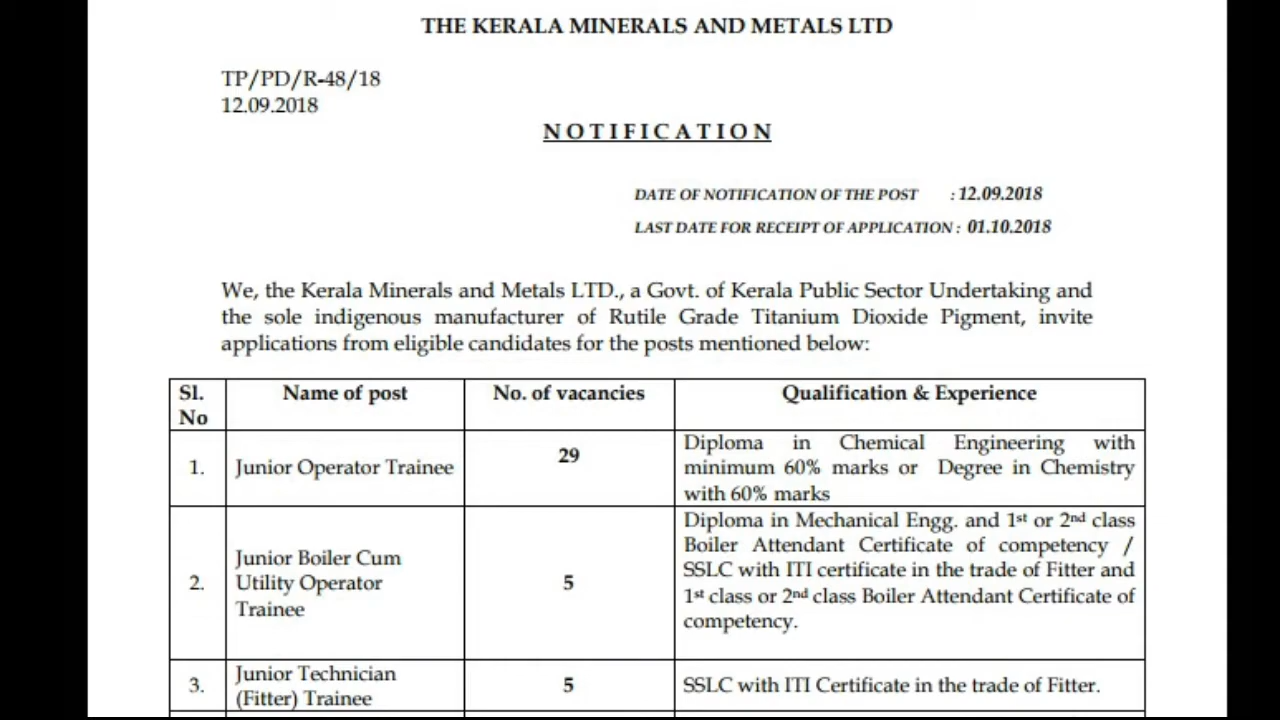 THE KERALA MINERALS AND METALS LTD
TP/PD/R-48/18
12.09.2018
NOTIFICATION
DATE OF NOTIFICATION OF THE POST : 12.09.2018
LAST DATE FOR RECEIPT OF APPLICATION : 01.10.2018
We, the Kerala Minerals and Metals LTD., a Govt. of Kerala Public Sector Undertaking and
the sole indigenous manufacturer of Rutile Grade Titanium Dioxide Pigment, invite
applications from eligible candidates for the posts mentioned below:
Sl.
No
Name of post
No. of vacancies
Qualification & Experience
1.
Junior Operator Trainee
29
Diploma in Chemical Engineering with
minimum 60% marks or Degree in Chemistry
with 60% marks
2.
Junior Boiler Cum
Utility Operator
Trainee
5
Diploma in Mechanical Engg. and 1st or 2nd class
Boiler Attendant Certificate of competency /
SSLC with ITI certificate in the trade of Fitter and
1st class or 2nd class Boiler Attendant Certificate of
competency.
3.
Junior Technician
(Fitter) Trainee
5
SSLC with ITI Certificate in the trade of Fitter.